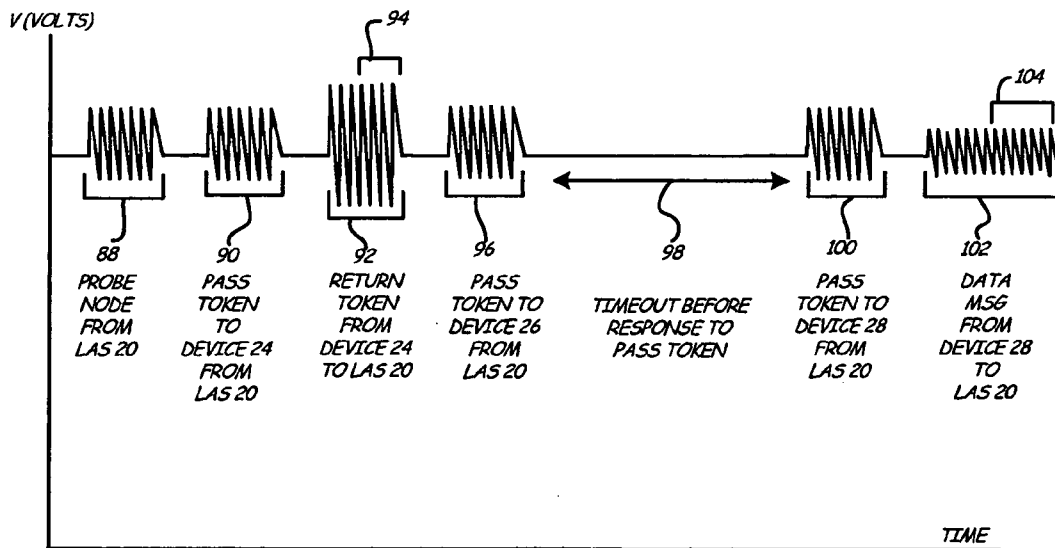 V (VOLTS)
94
104
88
90
92
96
98
100
102
PROBE
NODE
FROM
LAS 20
PASS
TOKEN
TO
DEVICE 24
FROM
LAS 20
RETURN
TOKEN
FROM
DEVICE 24
TO LAS 20
PASS
TOKEN TO
DEVICE 26
FROM
LAS 20
TIMEOUT BEFORE
RESPONSE TO
PASS TOKEN
PASS
TOKEN TO
DEVICE 28
FROM
LAS 20
DATA
MSG
FROM
DEVICE 28
TO
LAS 20
TIME